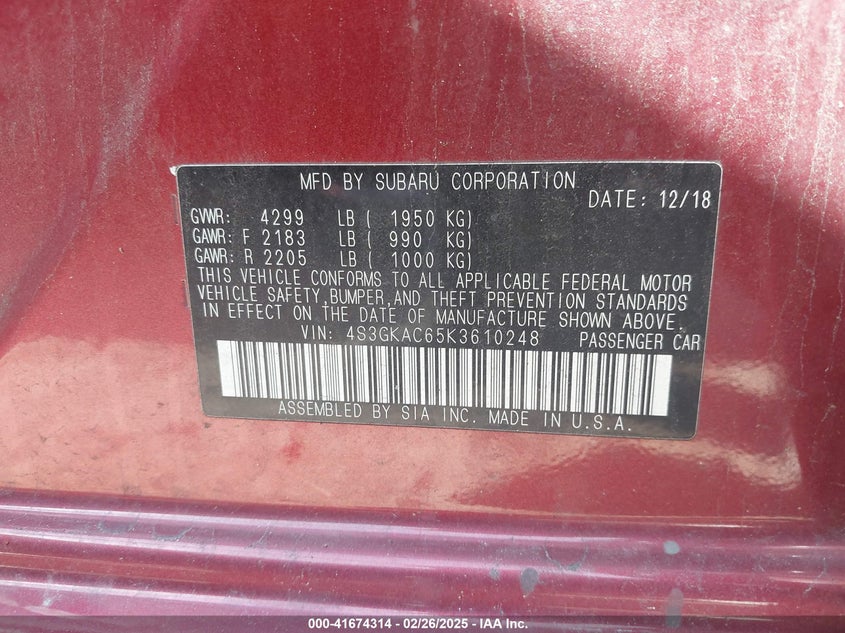 MFD BY SUBARU CORPORATION
DATE: 12/18
GVWR: 4299 LB ( 1950 KG)
GAWR: F 2183 LB ( 990 KG)
GAWR: R 2205 LB ( 1000 KG)
THIS VEHICLE CONFORMS TO ALL APPLICABLE FEDERAL MOTOR
VEHICLE SAFETY,BUMPER,AND THEFT PREVENTION STANDARDS
IN EFFECT ON THE DATE OF MANUFACTURE SHOWN ABOVE.
VIN: 4S3GKAC65K3610248 PASSENGER CAR
ASSEMBLED BY SIA INC. MADE IN U.S.A.
000-41674314 - 02/26/2025 - IAA Inc.